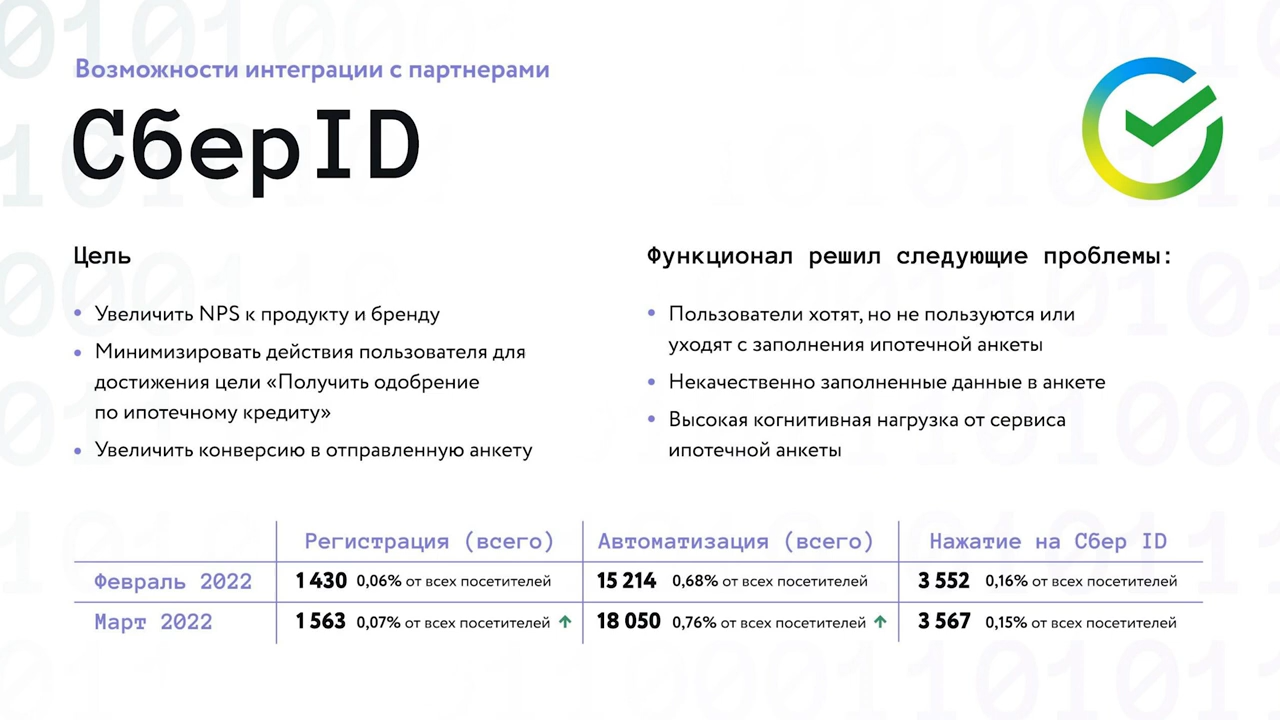 Возможности интеграции с партнерами
СберID
Цель
• Увеличить NPS к продукту и бренду
• Минимизировать действия пользователя для
достижения цели «Получить одобрение
по ипотечному кредиту»
• Увеличить конверсию в отправленную анкету
Функционал решил следующие проблемы:
• Пользователи хотят, но не пользуются или
уходят с заполнения ипотечной анкеты
• Некачественно заполненные данные в анкете
• Высокая когнитивная нагрузка от сервиса
ипотечной анкеты
Регистрация (всего) Автоматизация (всего) Нажатие на Сбер ID
Февраль 2022 1 430 0,06% от всех посетителей 15 214 0,68% от всех посетителей 3 552 0,16% от всех посетителей
Март 2022 1 563 0,07% от всех посетителей ↑ 18 050 0,76% от всех посетителей ↑ 3 567 0,15% от всех посетителей